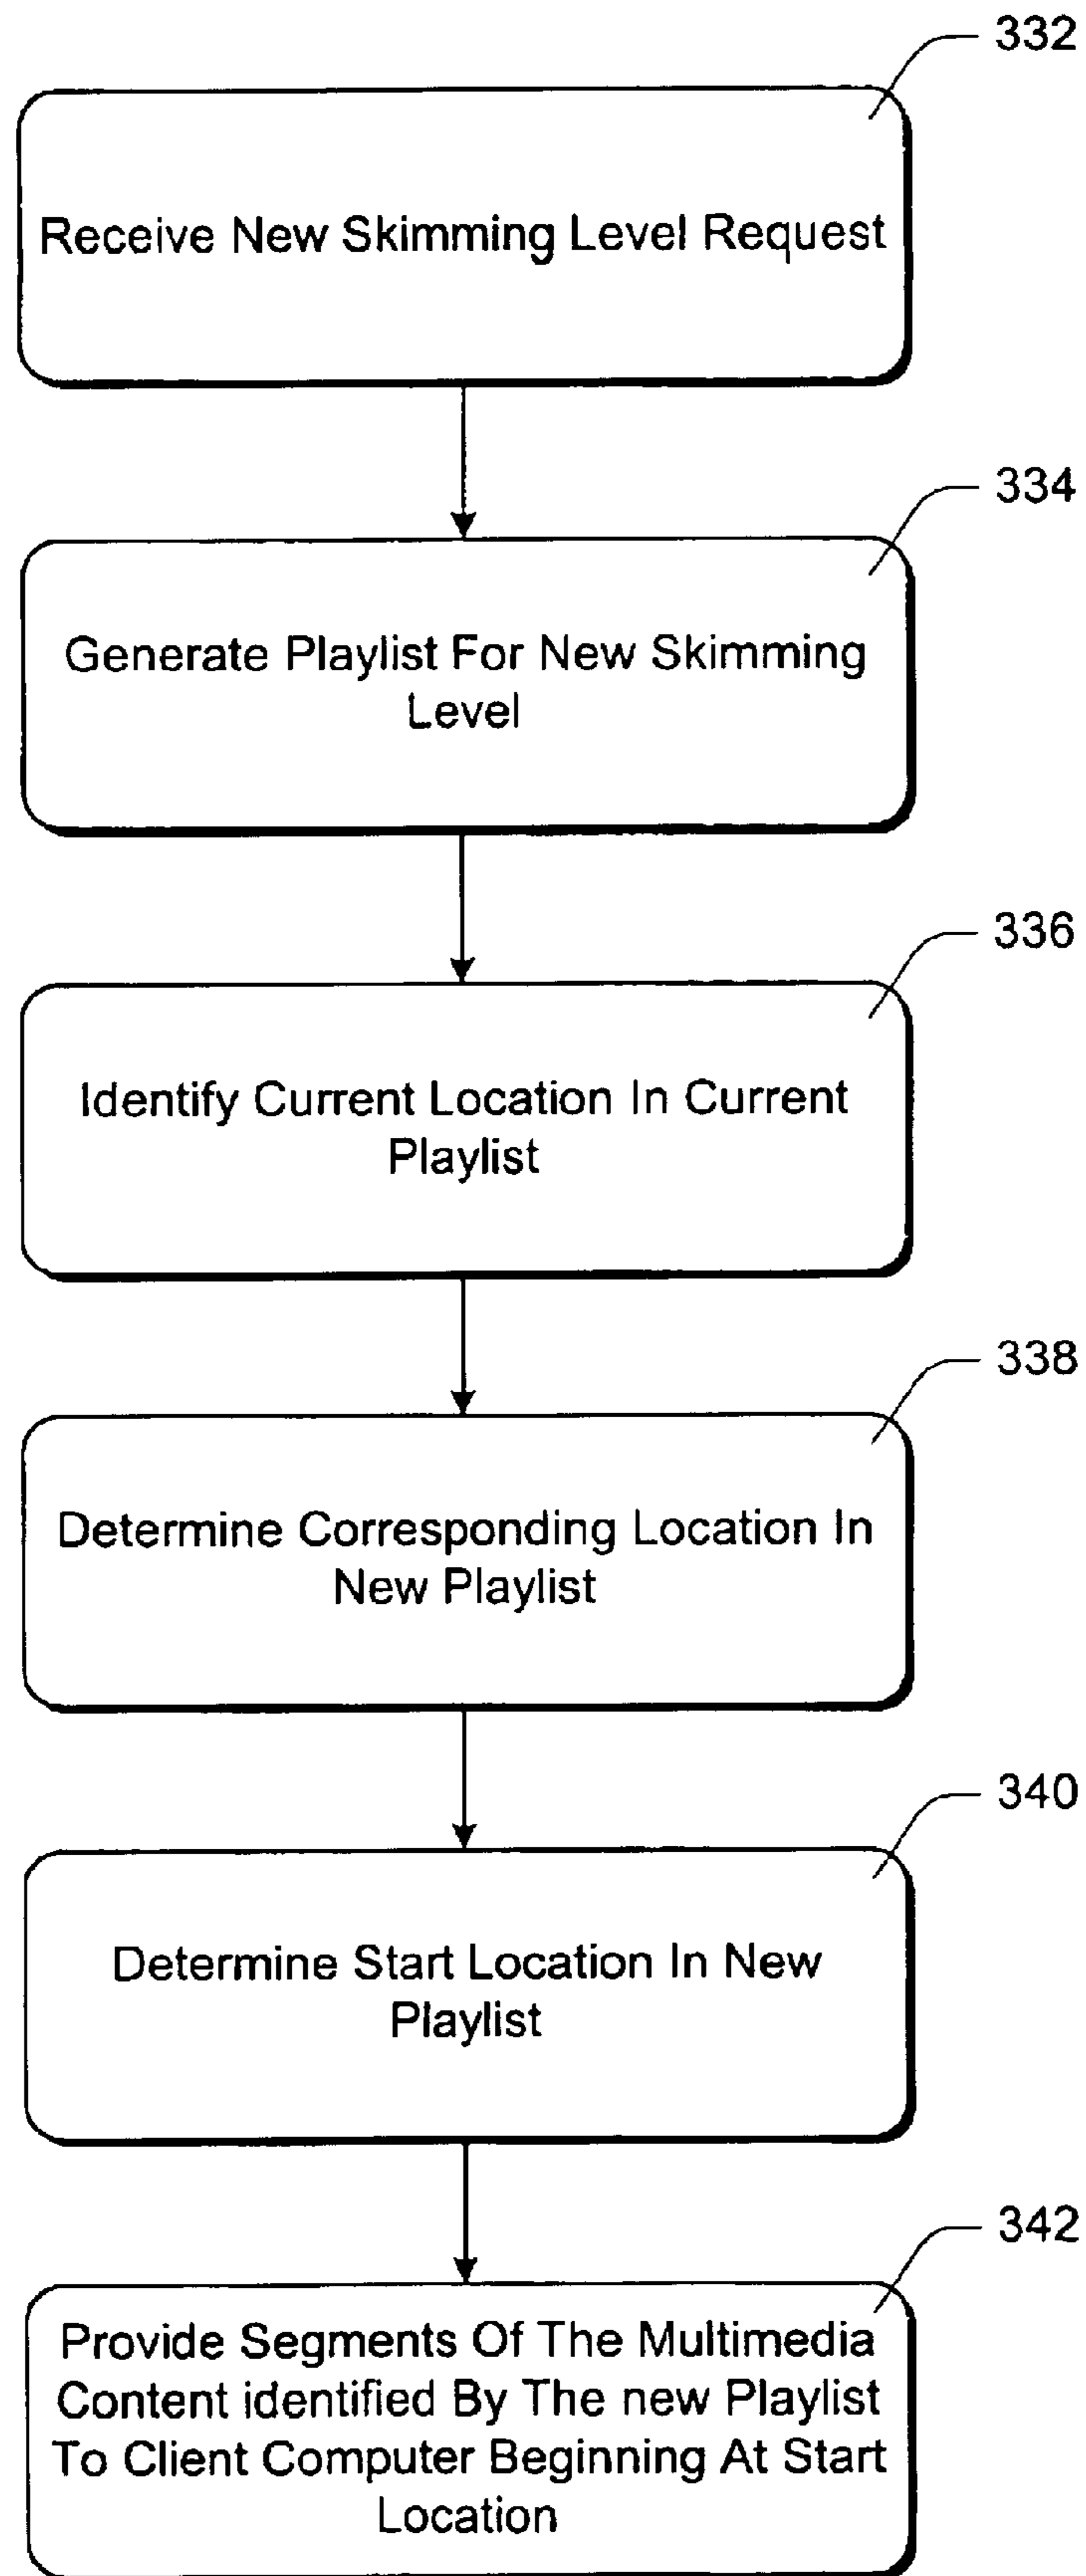 332
Receive New Skimming Level Request
334
Generate Playlist For New Skimming
Level
336
Identify Current Location In Current
Playlist
338
Determine Corresponding Location In
New Playlist
340
Determine Start Location In New
Playlist
342
Provide Segments Of The Multimedia
Content identified By The new Playlist
To Client Computer Beginning At Start
Location